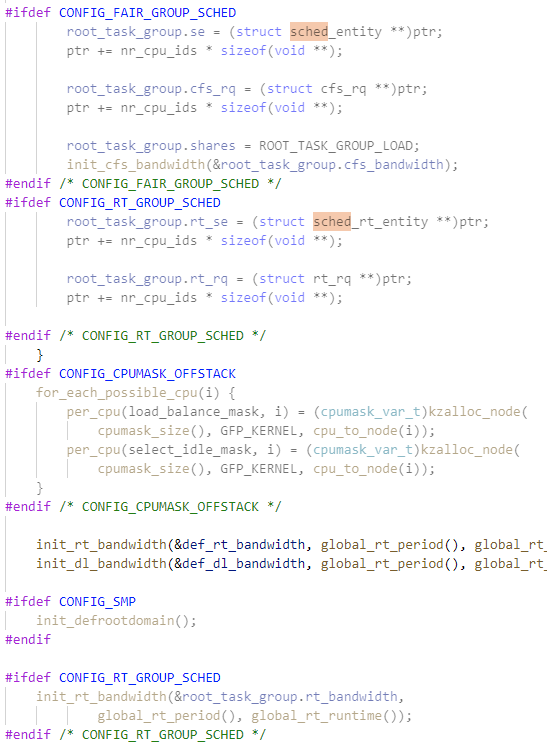 #ifdef CONFIG_FAIR_GROUP_SCHED
        root_task_group.se = (struct sched_entity **)ptr;
        ptr += nr_cpu_ids * sizeof(void **);

        root_task_group.cfs_rq = (struct cfs_rq **)ptr;
        ptr += nr_cpu_ids * sizeof(void **);

        root_task_group.shares = ROOT_TASK_GROUP_LOAD;
        init_cfs_bandwidth(&root_task_group.cfs_bandwidth);
#endif /* CONFIG_FAIR_GROUP_SCHED */
#ifdef CONFIG_RT_GROUP_SCHED
        root_task_group.rt_se = (struct sched_rt_entity **)ptr;
        ptr += nr_cpu_ids * sizeof(void **);

        root_task_group.rt_rq = (struct rt_rq **)ptr;
        ptr += nr_cpu_ids * sizeof(void **);

#endif /* CONFIG_RT_GROUP_SCHED */
    }
#ifdef CONFIG_CPUMASK_OFFSTACK
    for_each_possible_cpu(i) {
        per_cpu(load_balance_mask, i) = (cpumask_var_t)kzalloc_node(
            cpumask_size(), GFP_KERNEL, cpu_to_node(i));
        per_cpu(select_idle_mask, i) = (cpumask_var_t)kzalloc_node(
            cpumask_size(), GFP_KERNEL, cpu_to_node(i));
    }
#endif /* CONFIG_CPUMASK_OFFSTACK */

    init_rt_bandwidth(&def_rt_bandwidth, global_rt_period(), global_rt_
    init_dl_bandwidth(&def_dl_bandwidth, global_rt_period(), global_rt_

#ifdef CONFIG_SMP
    init_defrootdomain();
#endif

#ifdef CONFIG_RT_GROUP_SCHED
    init_rt_bandwidth(&root_task_group.rt_bandwidth,
            global_rt_period(), global_rt_runtime());
#endif /* CONFIG_RT_GROUP_SCHED */